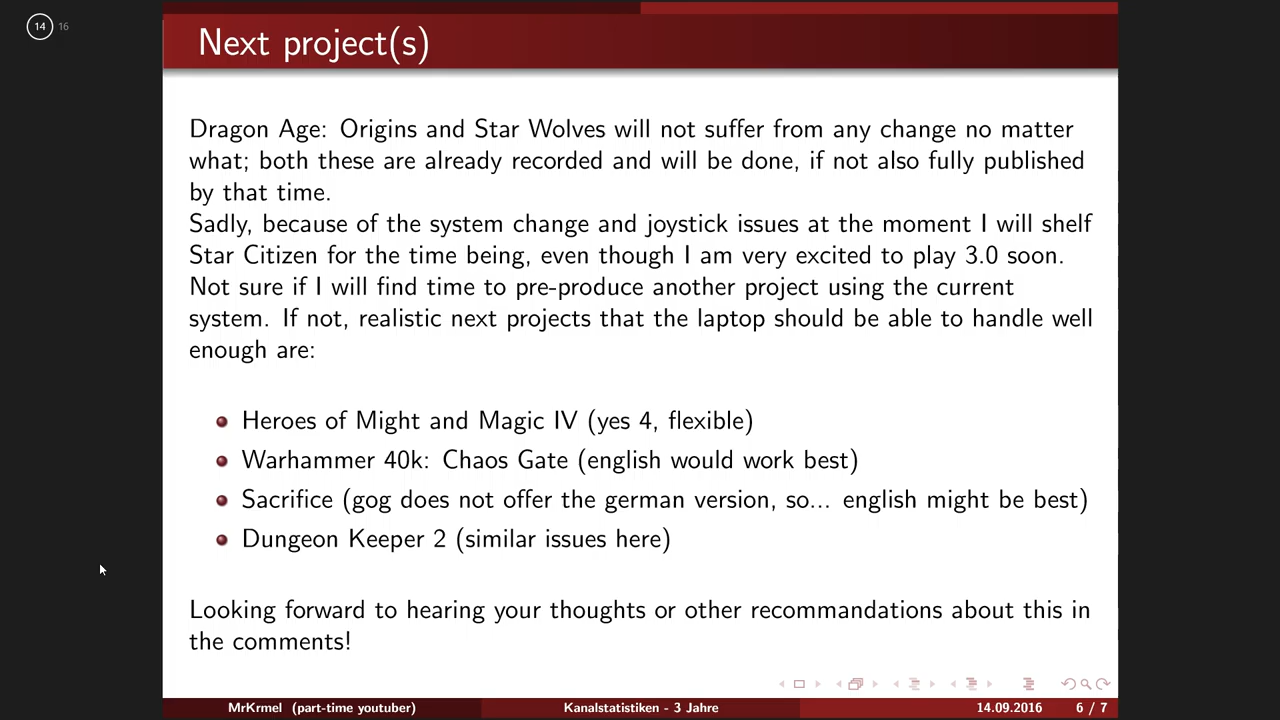 14 16
Next project(s)
Dragon Age: Origins and Star Wolves will not suffer from any change no matter
what; both these are already recorded and will be done, if not also fully published
by that time.
Sadly, because of the system change and joystick issues at the moment I will shelf
Star Citizen for the time being, even though I am very excited to play 3.0 soon.
Not sure if I will find time to pre-produce another project using the current
system. If not, realistic next projects that the laptop should be able to handle well
enough are:
Heroes of Might and Magic IV (yes 4, flexible)
Warhammer 40k: Chaos Gate (english would work best)
Sacrifice (gog does not offer the german version, so... english might be best)
Dungeon Keeper 2 (similar issues here)
Looking forward to hearing your thoughts or other recommandations about this in
the comments!
MrKrmel (part-time youtuber) Kanalstatistiken - 3 Jahre 14.09.2016 6 / 7